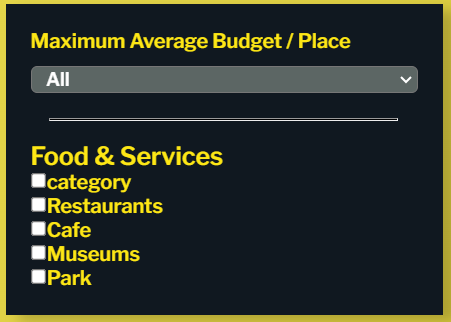 Maximum Average Budget / Place
All
Food & Services
category
Restaurants
Cafe
Museums
Park